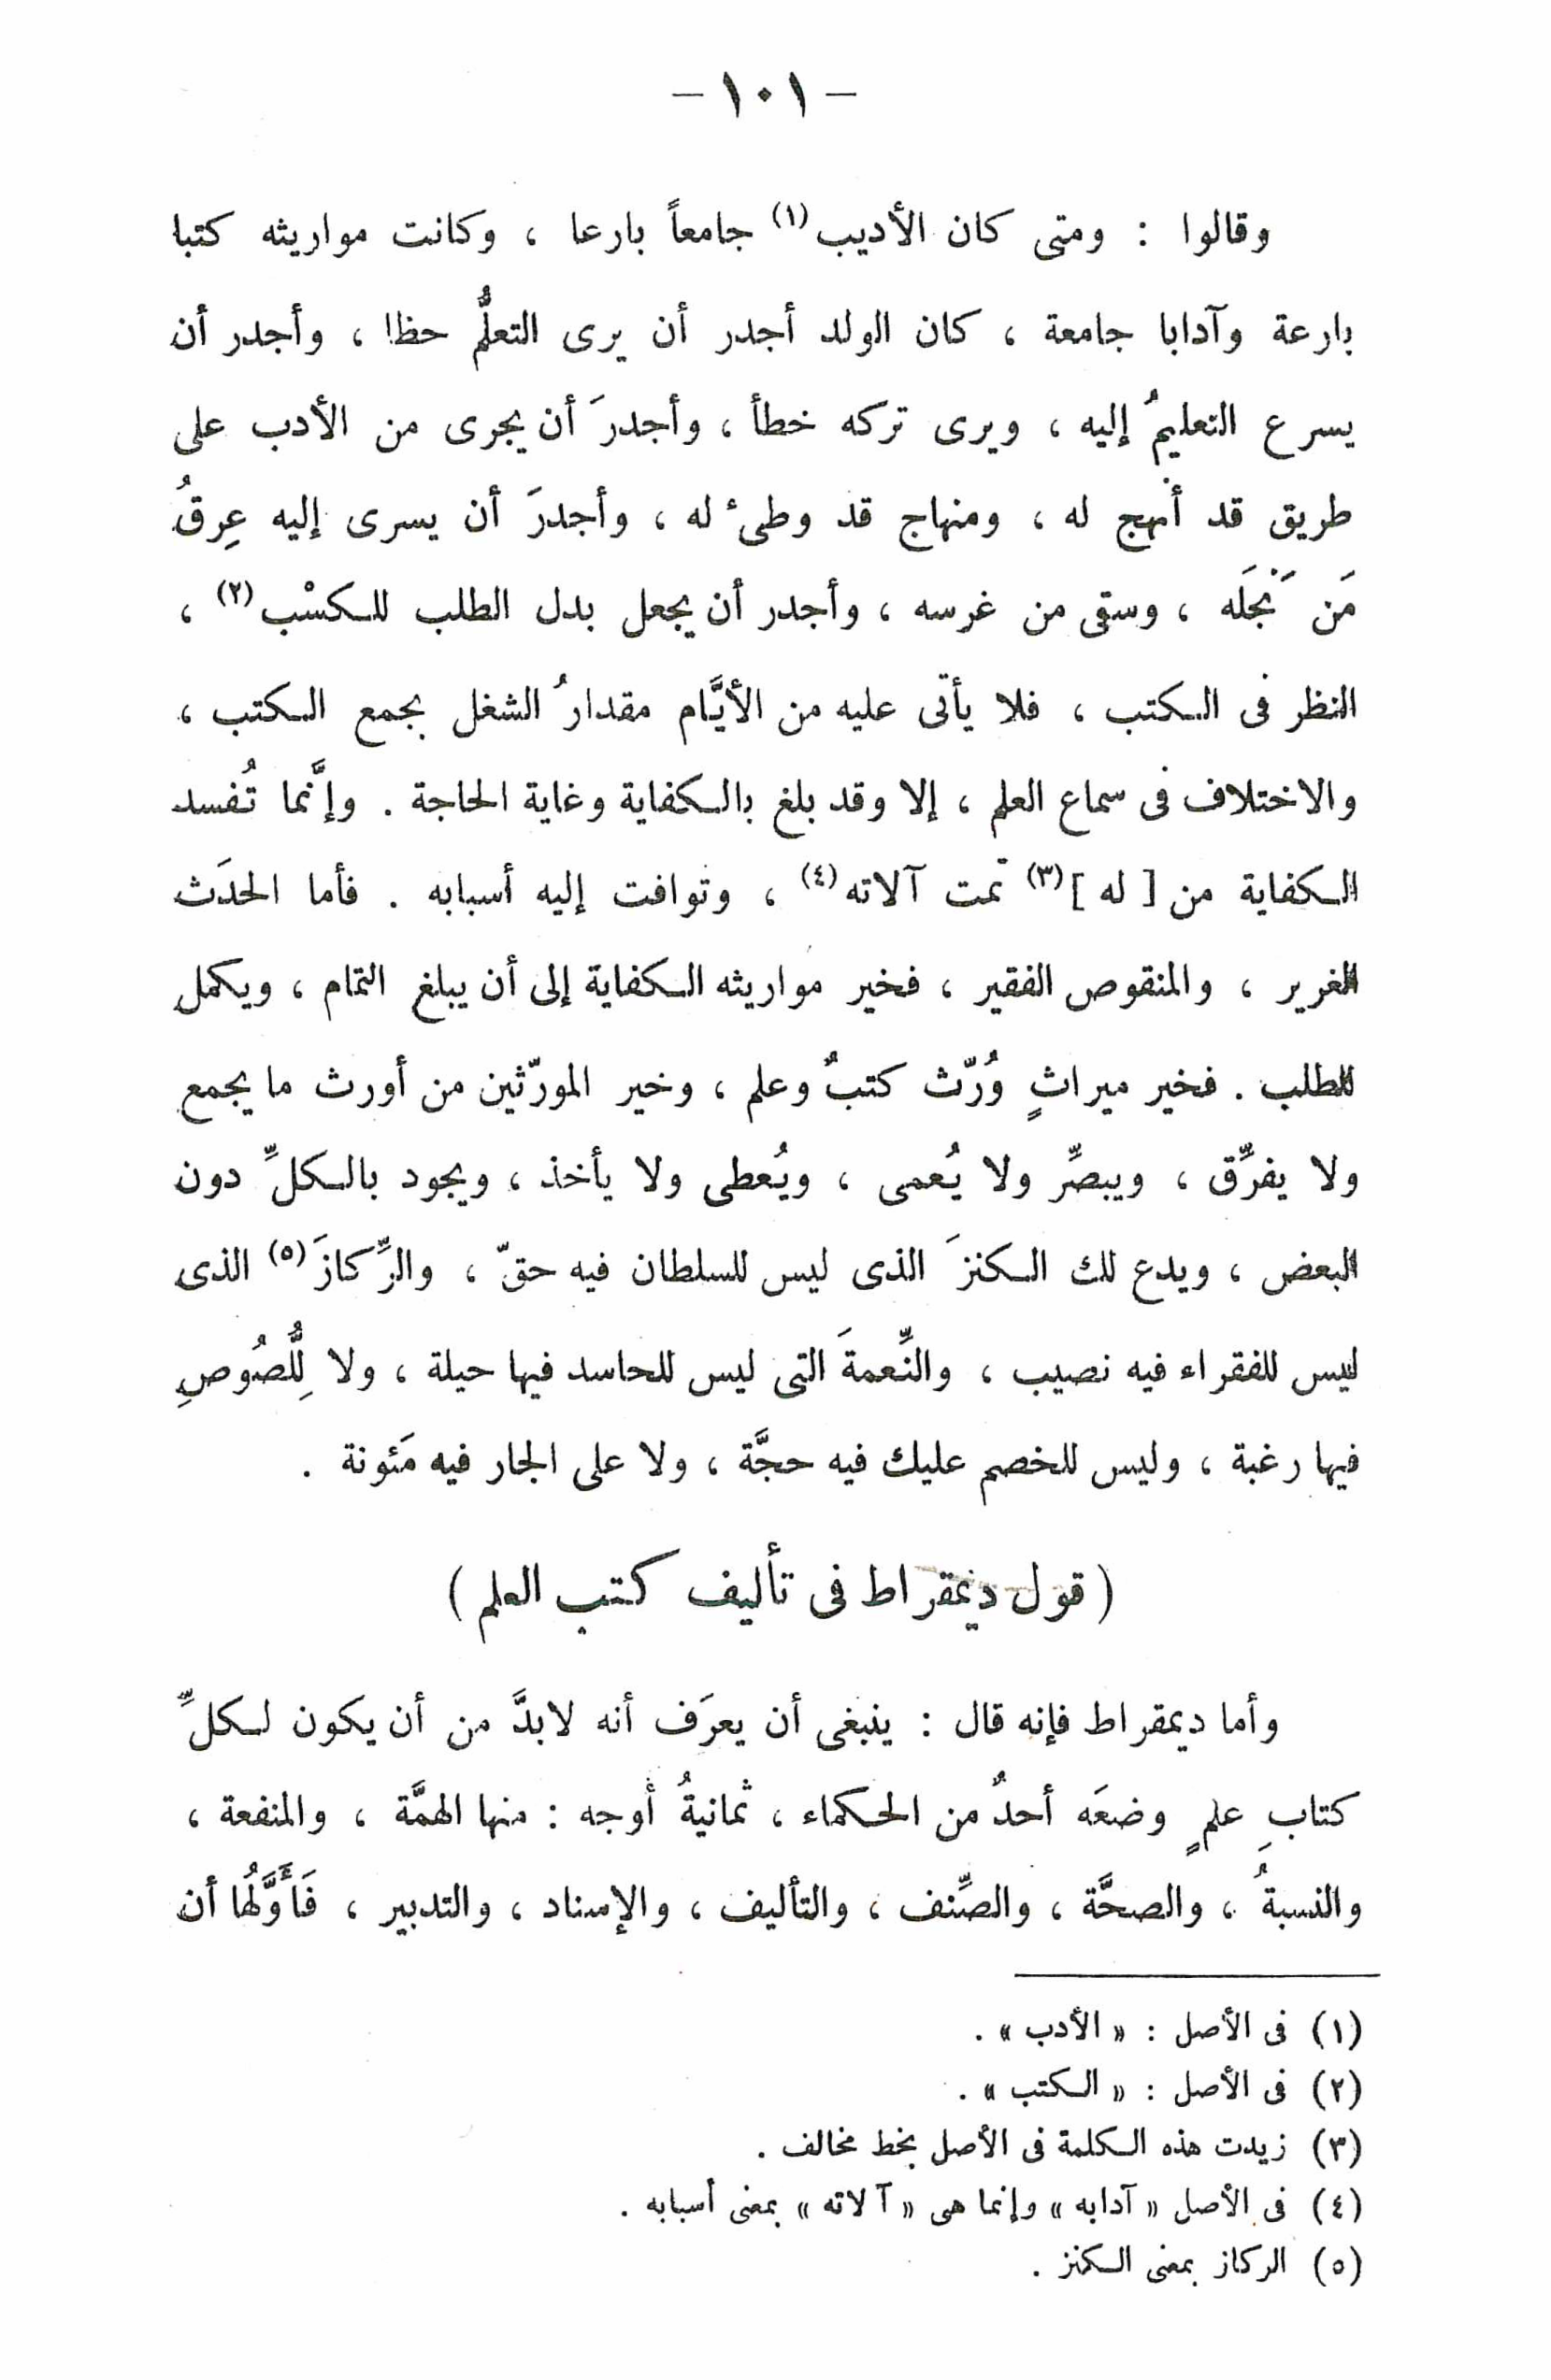 — ١٠١ —
وقالوا : ومتى كان الأديب(١) جامعاً بارعا ، وكانت مواريثه كتبا
بارعة وآدابا جامعة ، كان الولد أجدر أن يرى التعلُّم حظا ، وأجدر أن
يسرع التعليمُ إليه ، ويرى تركه خطأ ، وأجدرَ أن يجرى من الأدب على
طريق قد أُنهج له ، ومنهاج قد وطىء له ، وأجدرَ أن يسرى إليه عِرقُ
مَن نَجَلَه ، وسقى من غرسه ، وأجدر أن يجعل بدل الطلب للكسْب(٢) ،
النظر فى الكتب ، فلا يأتى عليه من الأيَّام مقدارُ الشغل بجمع الكتب ،
والاختلاف فى سماع العلم ، إلا وقد بلغ بالكفاية وغاية الحاجة . وإنَّما تُفسد
الكفاية من [ له ](٣) تمت آلاته(٤) ، وتوافت إليه أسبابه . فأما الحدَث
الغرير ، والمنقوص الفقير ، فخير مواريثه الكفاية إلى أن يبلغ التمام ، ويكمل
للطلب . فخير ميراثٍ وُرّث كتبٌ وعلم ، وخير المورّثين من أورث ما يجمع
ولا يفرِّق ، ويبصِّر ولا يُعمى ، ويُعطى ولا يأخذ ، ويجود بالكلِّ دون
البعض ، ويدع لك الكنزَ الذى ليس للسلطان فيه حقّ ، والرِّكازَ(٥) الذى
ليس للفقراء فيه نصيب ، والنِّعمةَ التى ليس للحاسد فيها حيلة ، ولا لِلُّصُوصِ
فيها رغبة ، وليس للخصم عليك فيه حجَّة ، ولا على الجار فيه مَئونة .
( قول ديمقراط فى تأليف كتب العلم )
وأما ديمقراط فإنه قال : ينبغى أن يعرَف أنه لابدَّ من أن يكون لكلِّ
كتابِ علمٍ وضعَه أحدٌ من الحكماء ، ثمانيةُ أوجه : منها الهمَّة ، والمنفعة ،
والنسبةُ ، والصحَّة ، والصِّنف ، والتأليف ، والإسناد ، والتدبير ، فَأَوَّلُها أن
(١) فى الأصل : « الأدب » .
(٢) فى الأصل : « الكتب » .
(٣) زيدت هذه الكلمة فى الأصل بخط مخالف .
(٤) فى الأصل « آدابه » وإنما هى « آلاته » بمعنى أسبابه .
(٥) الركاز بمعنى الكنز .